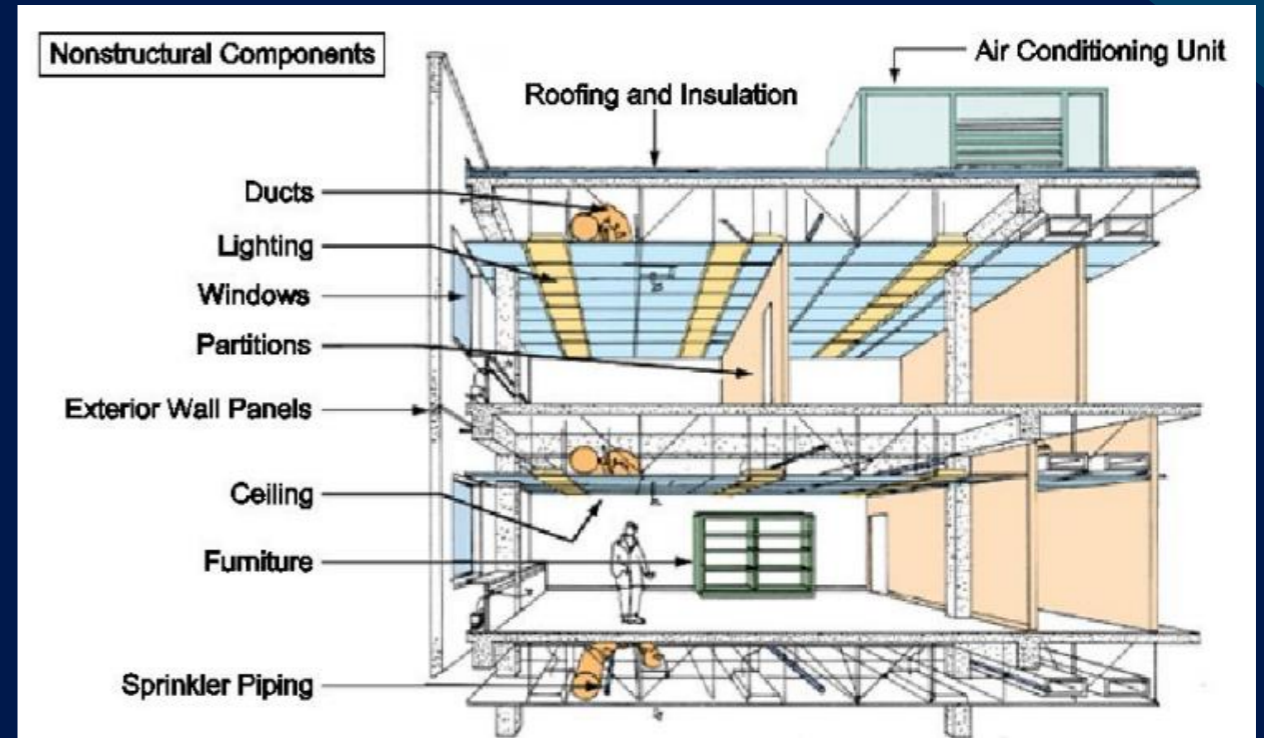 Nonstructural Components
Air Conditioning Unit
Roofing and Insulation
Ducts
Lighting
Windows
Partitions
Exterior Wall Panels
Ceiling
Furniture
Sprinkler Piping